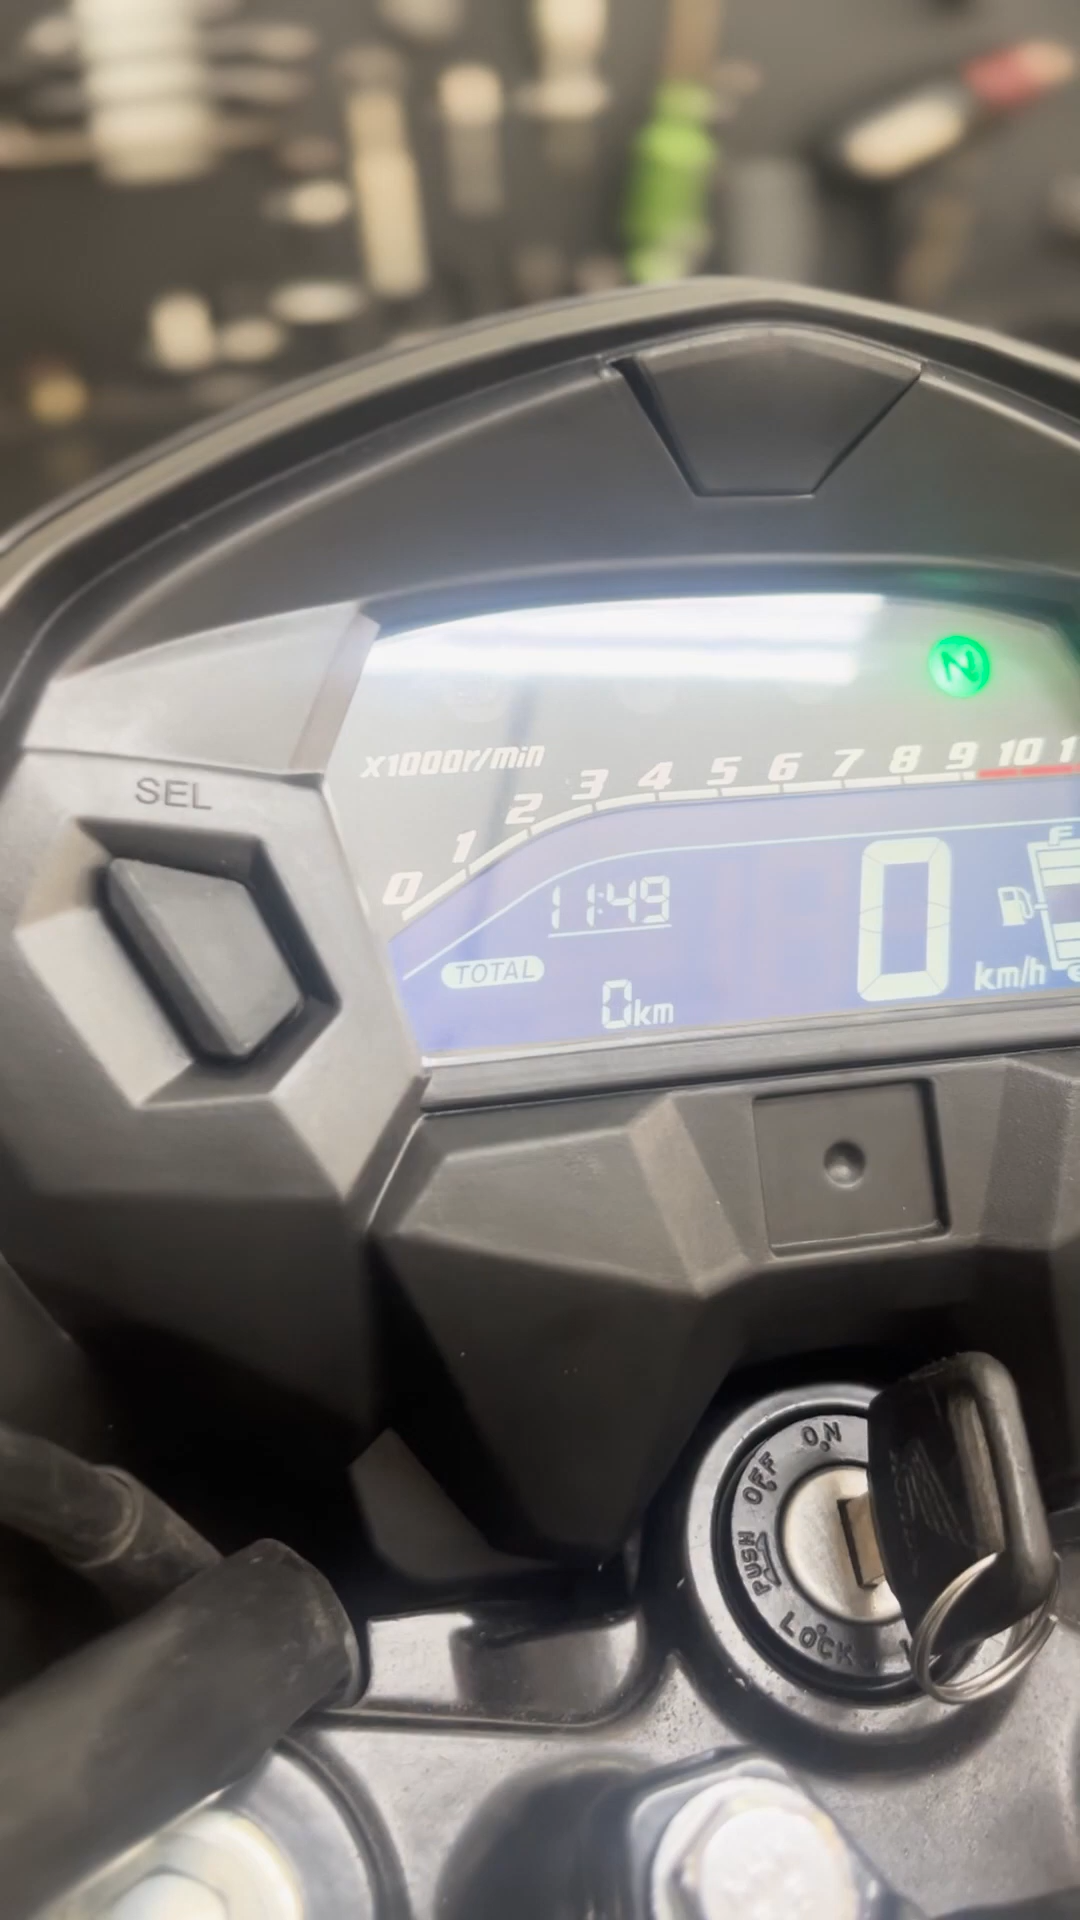 N
x1000r/min
0 1 2 3 4 5 6 7 8 9 10
SEL
11:49
0
F
TOTAL
km/h
0km
ON
OFF
PUSH
LOCK